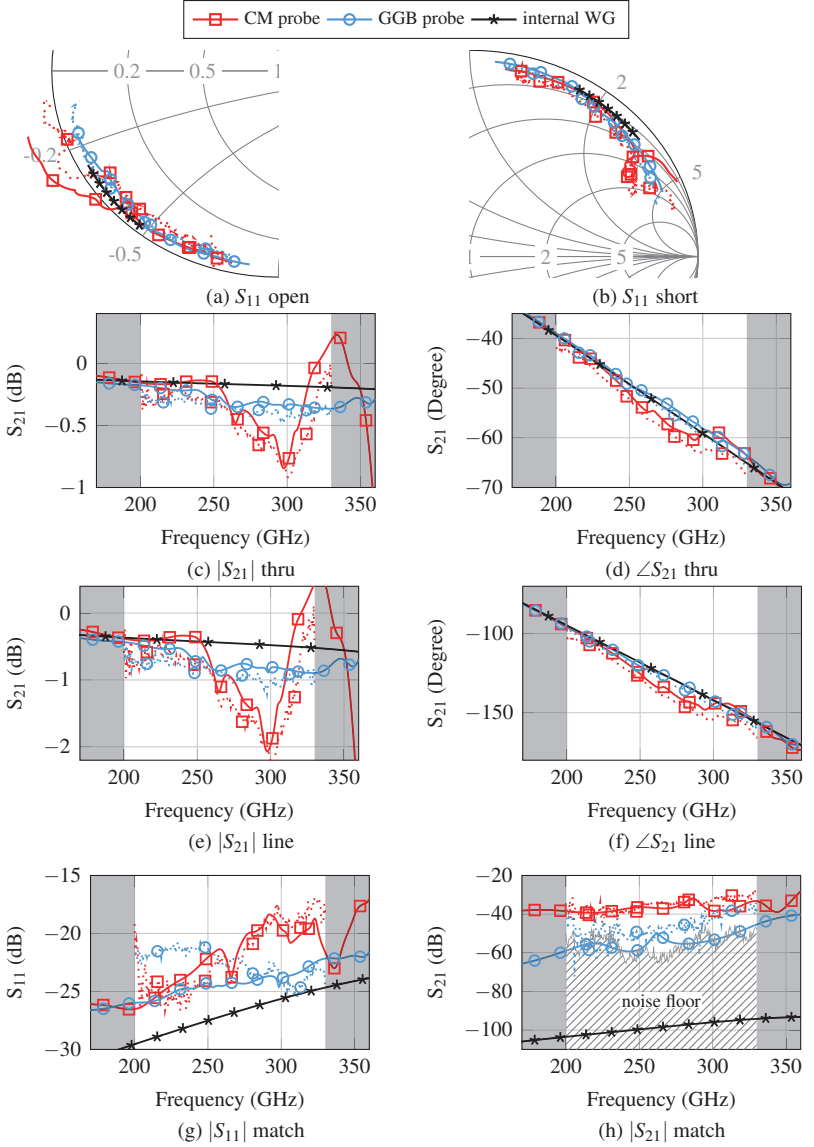 CM probe GGB probe internal WG
0.2 0.5 1
-0.2
-0.5
(a) S11 open
2
5
1 2 5
(b) S11 short
0
−0.5
−1
S21 (dB)
200 250 300 350
Frequency (GHz)
(c) |S21| thru
−40
−50
−60
−70
S21 (Degree)
200 250 300 350
Frequency (GHz)
(d) ∠S21 thru
0
−1
−2
S21 (dB)
200 250 300 350
Frequency (GHz)
(e) |S21| line
−100
−150
S21 (Degree)
200 250 300 350
Frequency (GHz)
(f) ∠S21 line
−15
−20
−25
−30
S11 (dB)
200 250 300 350
Frequency (GHz)
(g) |S11| match
−20
−40
−60
−80
−100
S21 (dB)
noise floor
200 250 300 350
Frequency (GHz)
(h) |S21| match